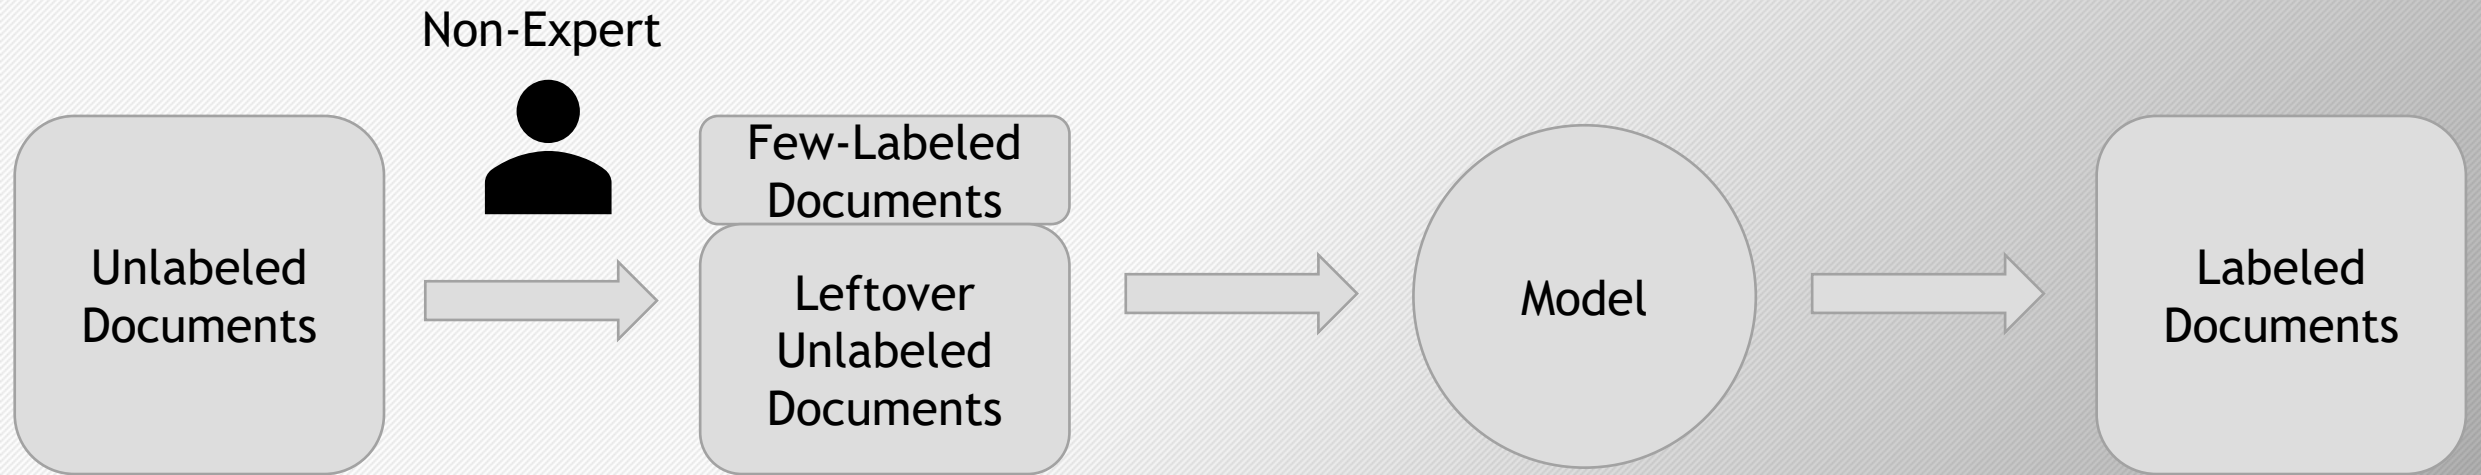 Non-Expert
Unlabeled
Documents
Few-Labeled
Documents
Leftover
Unlabeled
Documents
Model
Labeled
Documents